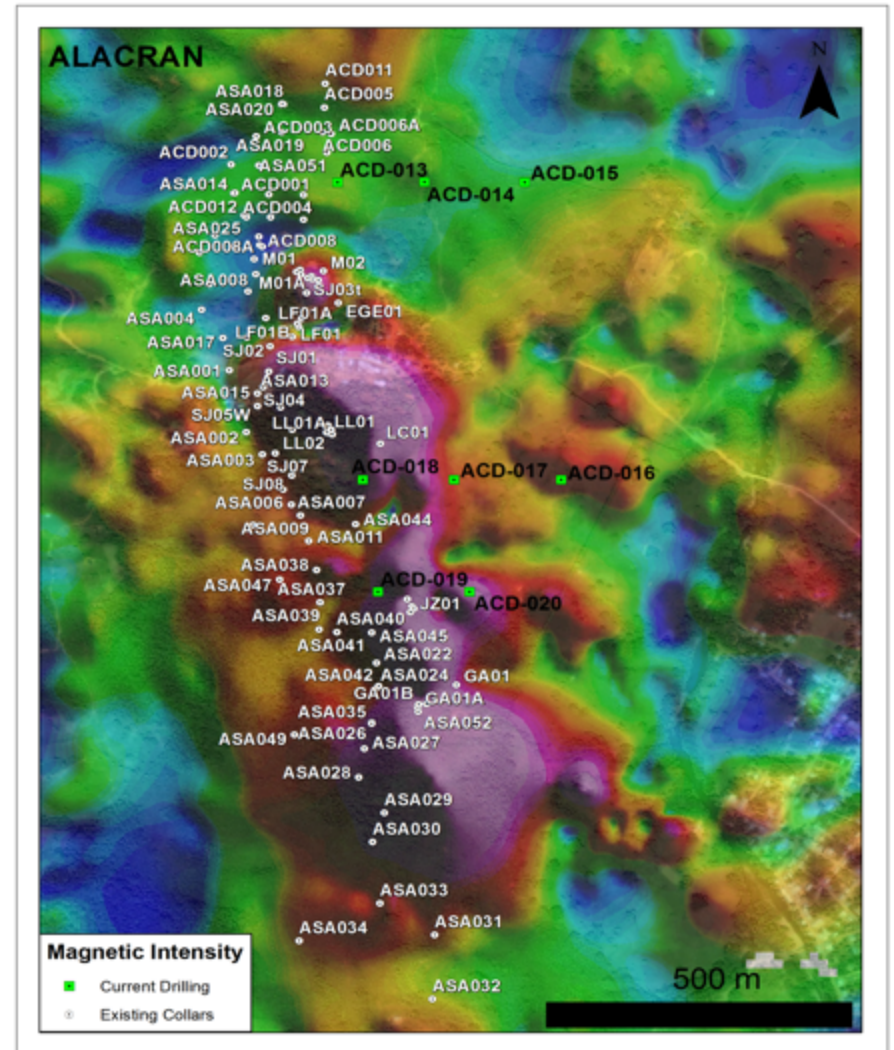 ALACRAN
N
ACD011
ASA018
ACD005
ASA020
ACD003
ACD006A
ASA019
ACD006
ACD002
ASA051
ACD-013
ACD-015
ASA014
ACD001
ACD-014
ACD012
ACD004
ASA025
ACD008
ACD008A
M01
M02
ASA008
M01A
SJ03t
EGE01
LF01A
ASA004
LF01B
LF01
ASA017
SJ02
SJ01
ASA001
ASA013
ASA015
SJ04
SJ05W
LL01A
LL01
LC01
ASA002
LL02
ASA003
SJ07
ACD-018
ACD-017
ACD-016
SJ08
ASA006
ASA007
ASA044
ASA009
ASA011
ASA038
ASA047
ASA037
ACD-019
JZ01
ACD-020
ASA039
ASA040
ASA045
ASA041
ASA022
ASA042
ASA024
GA01
GA01B
GA01A
ASA035
ASA052
ASA049
ASA026
ASA027
ASA028
ASA029
ASA030
ASA033
ASA034
ASA031
ASA032
Magnetic Intensity
Current Drilling
Existing Collars
500 m